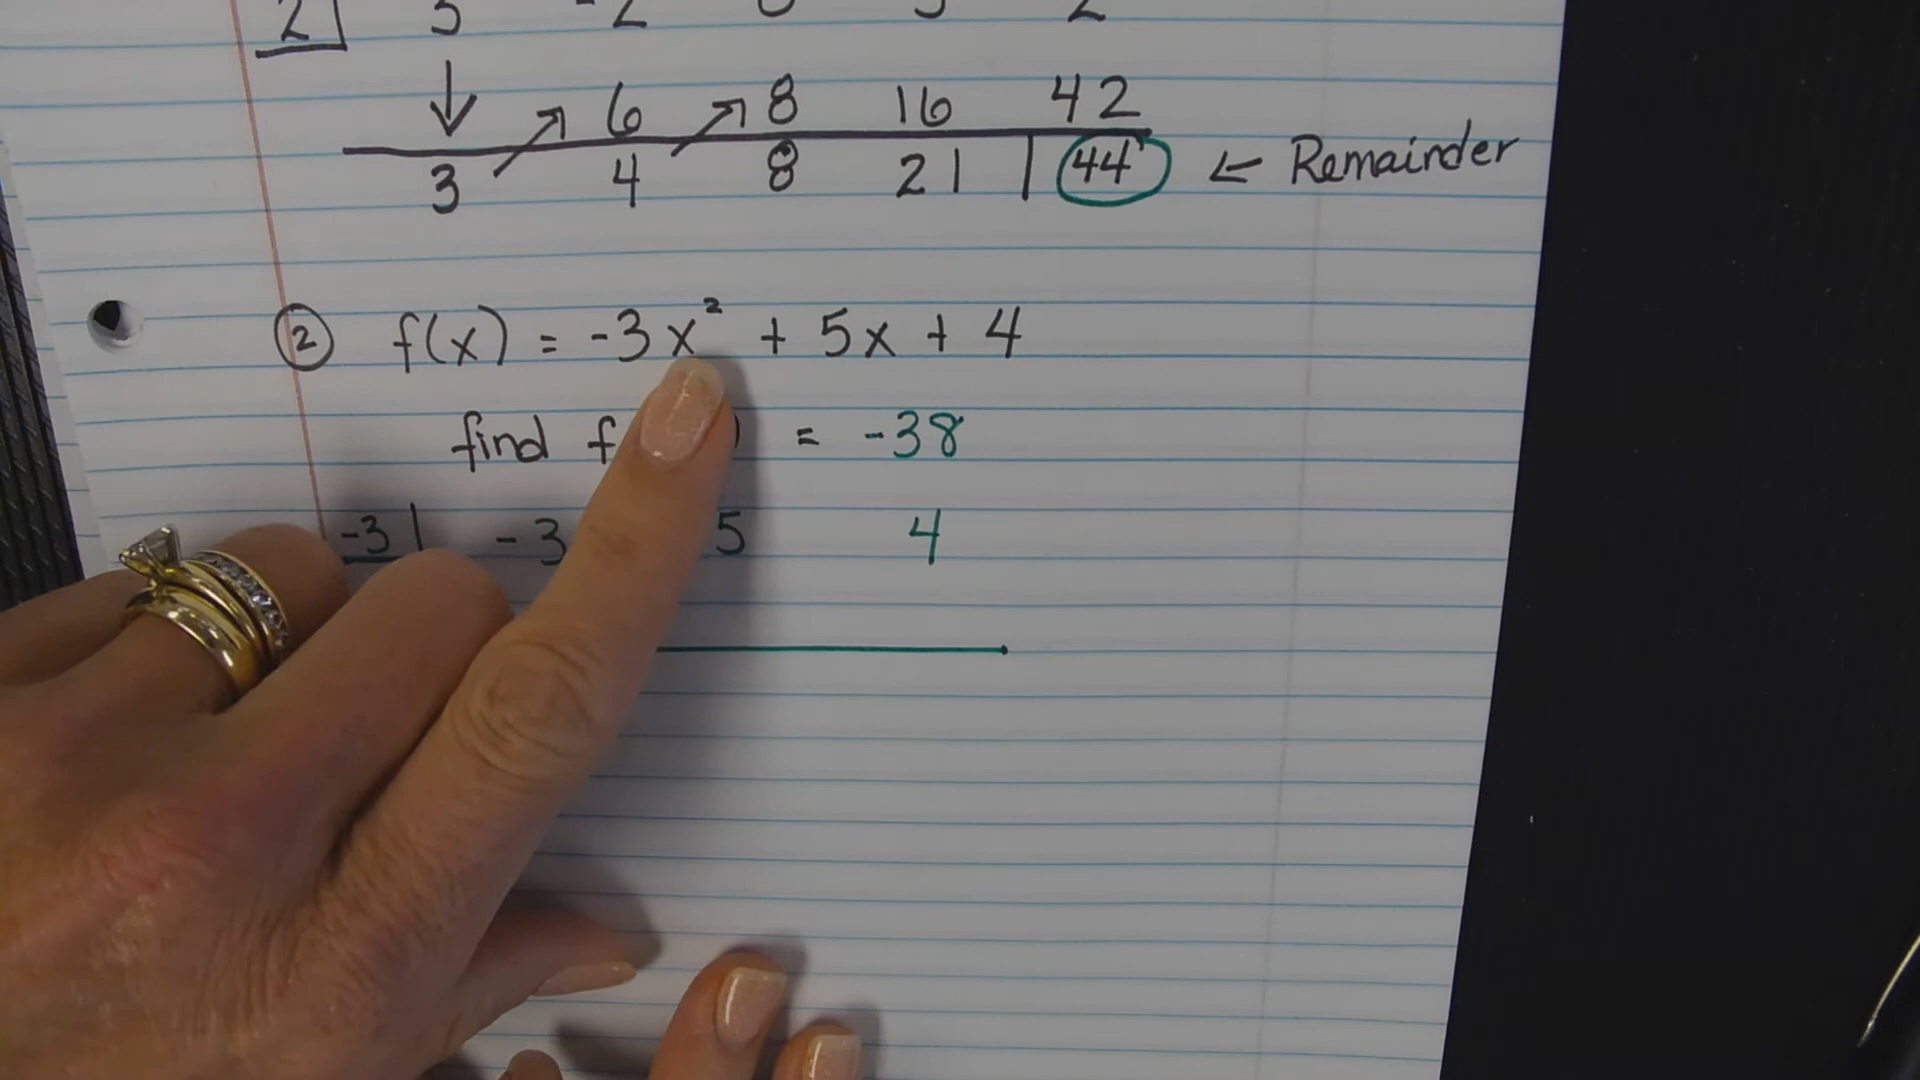 2 3 -2 0 5 2
↓ ↗ 6 ↗ 8 16 42
3 4 8 21 | 44 ← Remainder
② f(x) = -3x² + 5x + 4
find f ) = -38
-3 | -3 5 4